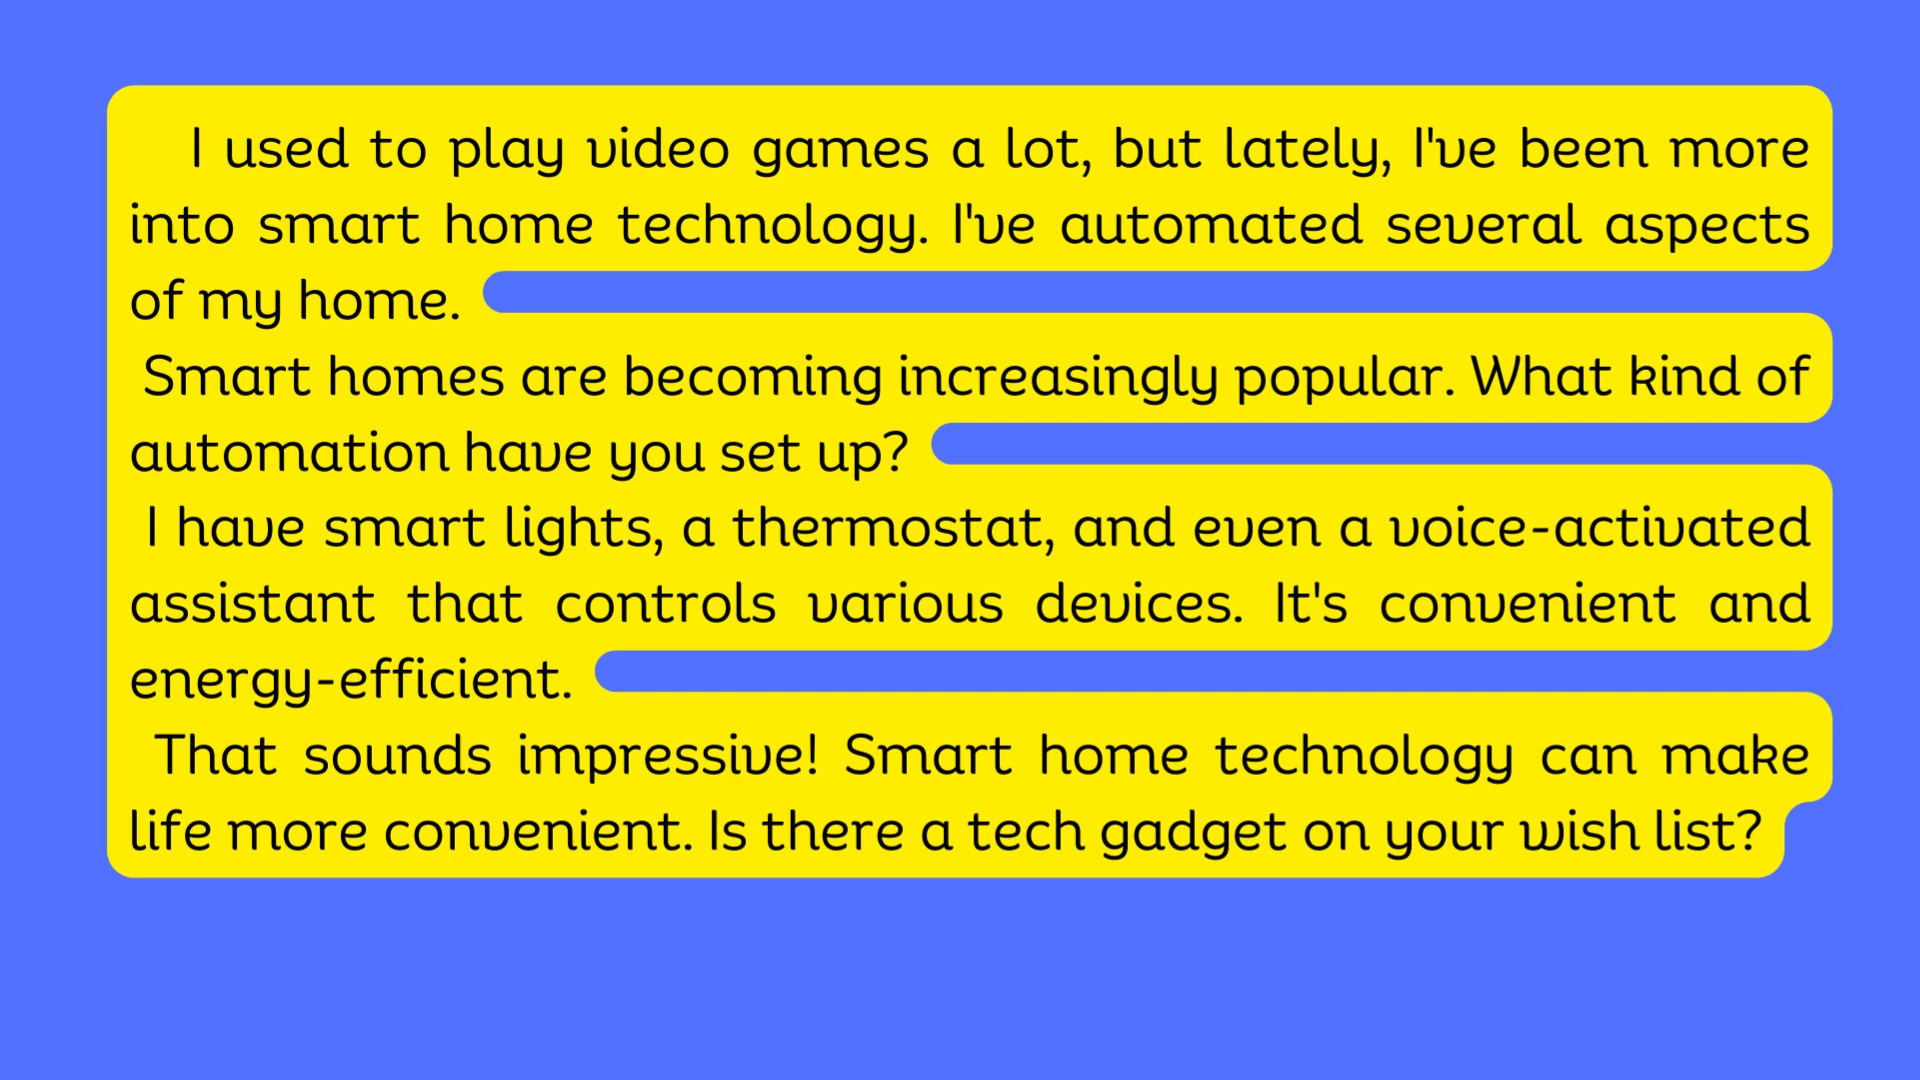 I used to play video games a lot, but lately, I've been more
into smart home technology. I've automated several aspects
of my home.
Smart homes are becoming increasingly popular. What kind of
automation have you set up?
I have smart lights, a thermostat, and even a voice-activated
assistant that controls various devices. It's convenient and
energy-efficient.
That sounds impressive! Smart home technology can make
life more convenient. Is there a tech gadget on your wish list?